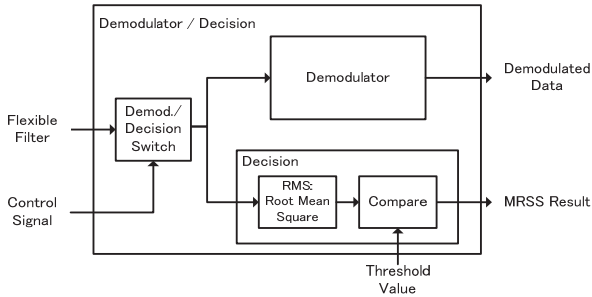 Demodulator / Decision
Demodulator
Demodulated
Data
Flexible
Filter
Demod./
Decision
Switch
Decision
RMS:
Root Mean
Square
Compare
Control
Signal
MRSS Result
Threshold
Value